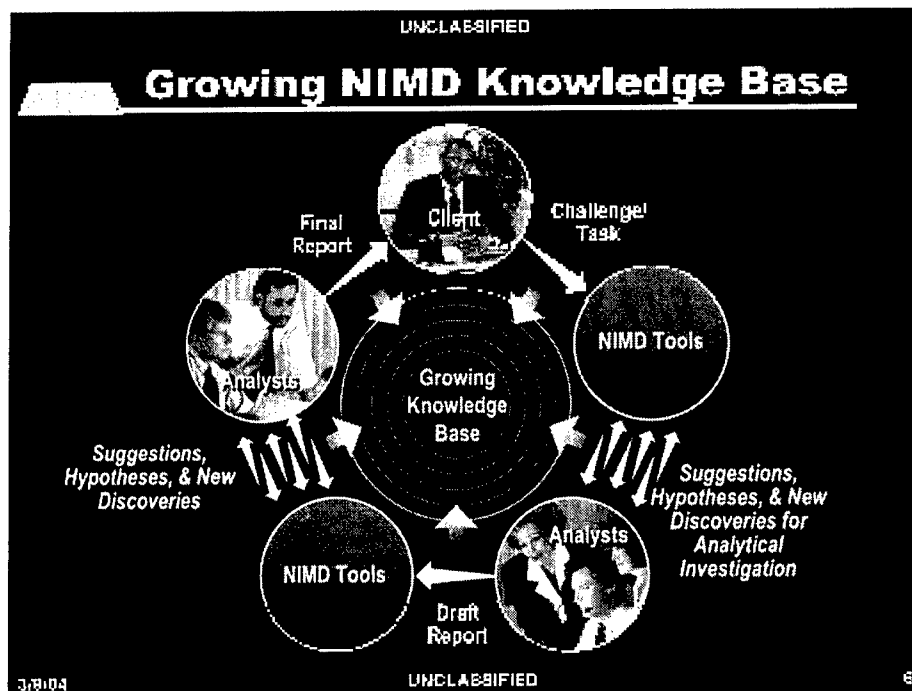 UNCLASSIFIED
Growing NIMD Knowledge Base
Client
Final
Report
Challenge/
Task
Analysts
NIMD Tools
Growing
Knowledge
Base
Suggestions,
Hypotheses, & New
Discoveries
Suggestions,
Hypotheses, & New
Discoveries for
Analytical
Investigation
NIMD Tools
Analysts
Draft
Report
3/9/04
UNCLASSIFIED
6